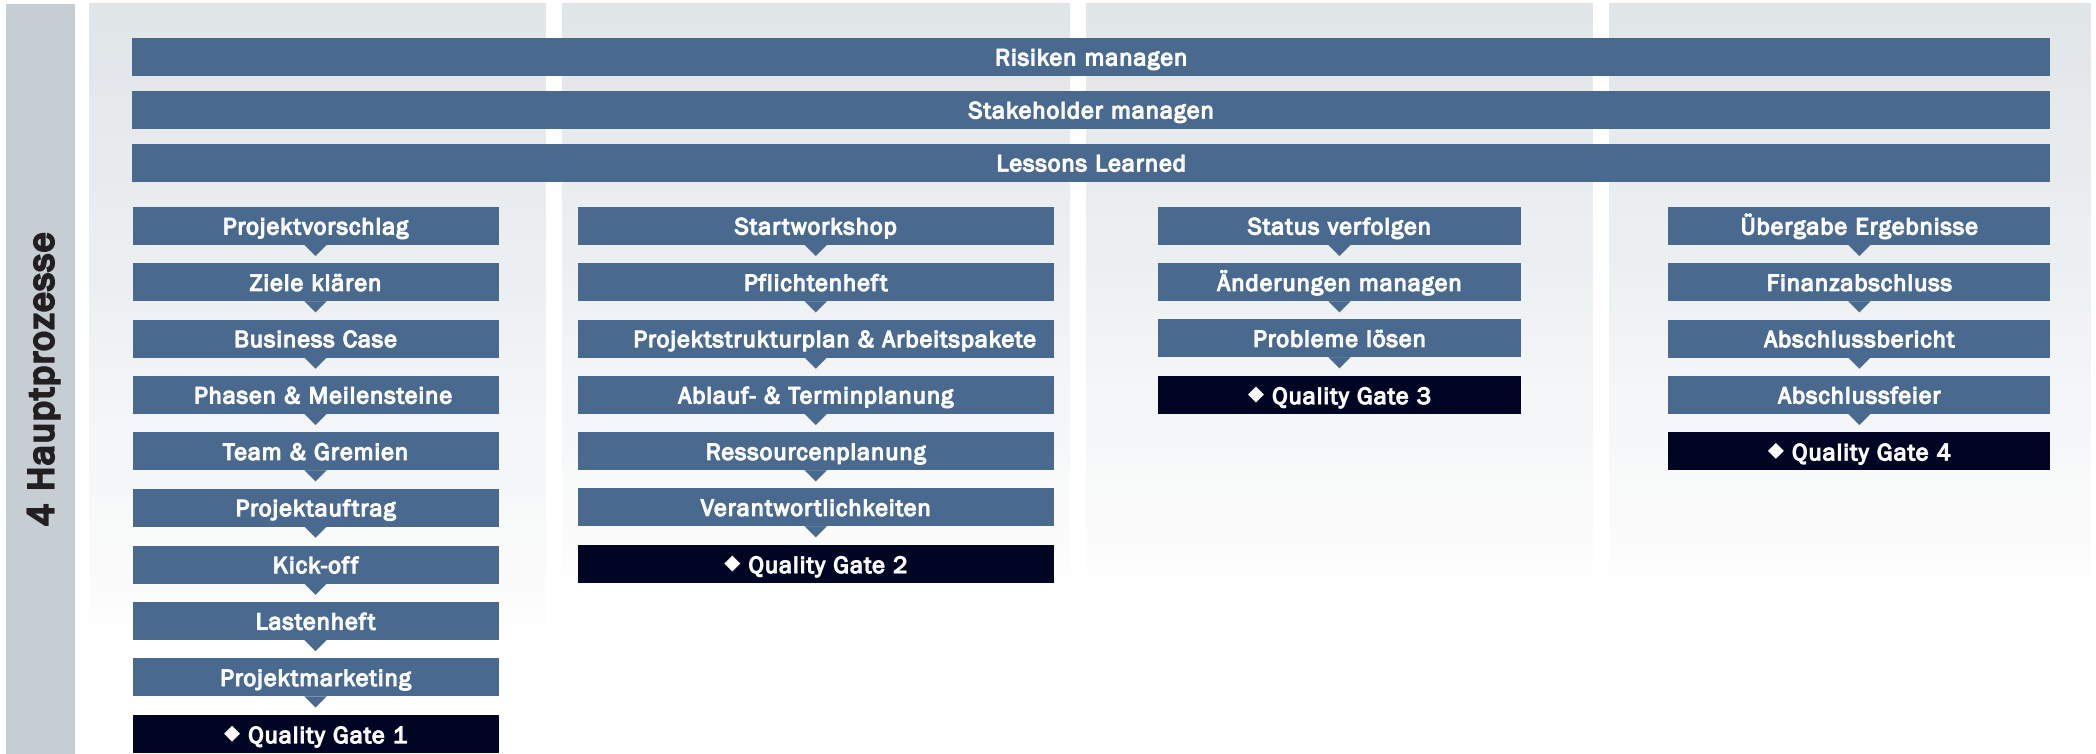 4 Hauptprozesse
Risiken managen
Stakeholder managen
Lessons Learned
Projektvorschlag
Ziele klären
Business Case
Phasen & Meilensteine
Team & Gremien
Projektauftrag
Kick-off
Lastenheft
Projektmarketing
◆ Quality Gate 1
Startworkshop
Pflichtenheft
Projektstrukturplan & Arbeitspakete
Ablauf- & Terminplanung
Ressourcenplanung
Verantwortlichkeiten
◆ Quality Gate 2
Status verfolgen
Änderungen managen
Probleme lösen
◆ Quality Gate 3
Übergabe Ergebnisse
Finanzabschluss
Abschlussbericht
Abschlussfeier
◆ Quality Gate 4